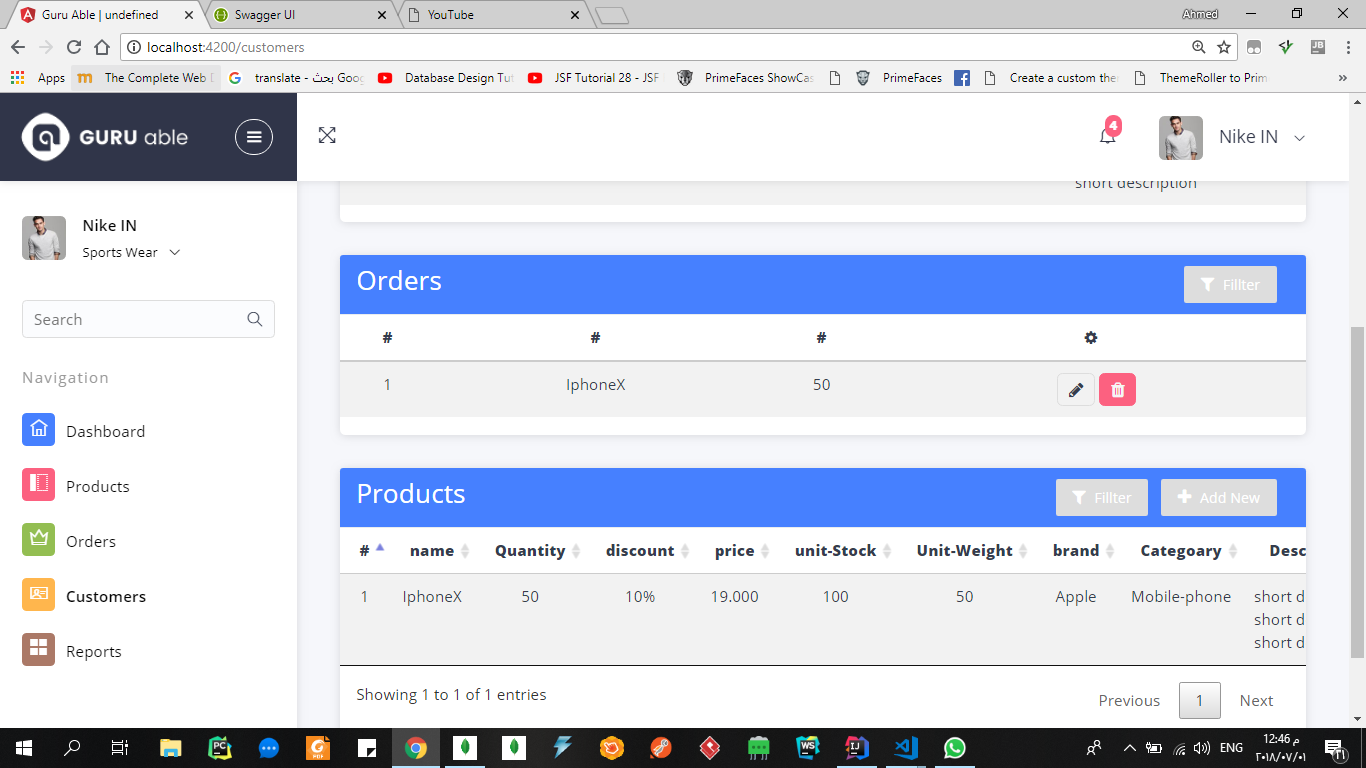 Guru Able | undefined
Swagger UI
YouTube
Ahmed
localhost:4200/customers
Apps
The Complete Web D
translate - بحث Goog
Database Design Tut
JSF Tutorial 28 - JSF
PrimeFaces ShowCas
PrimeFaces
Create a custom the
ThemeRoller to Prim
GURU able
4
Nike IN
short description
Nike IN
Sports Wear
Search
Navigation
Dashboard
Products
Orders
Customers
Reports
Orders
Fillter
# # #
1 IphoneX 50
Products
Fillter
Add New
# name Quantity discount price unit-Stock Unit-Weight brand Categoary Desc
1 IphoneX 50 10% 19.000 100 50 Apple Mobile-phone short d
short d
short d
Showing 1 to 1 of 1 entries
Previous 1 Next
ENG
12:46 م
٢٠١٨/٠٧/٠١